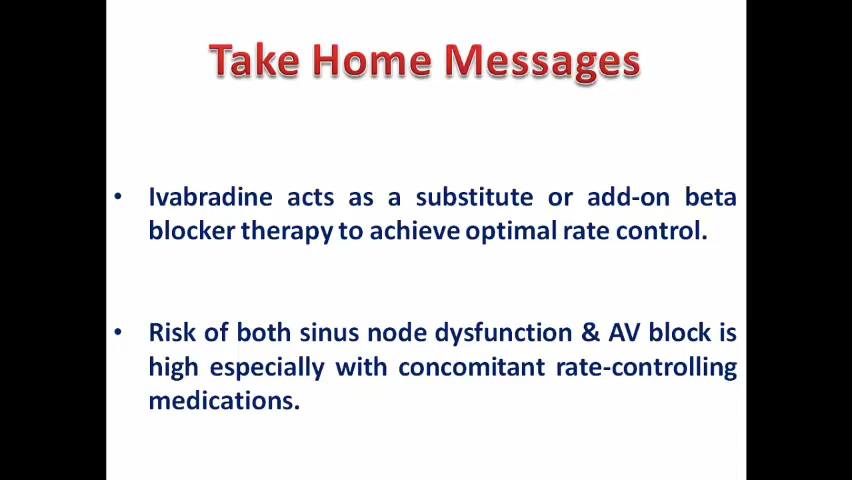 Take Home Messages
• Ivabradine acts as a substitute or add-on beta
blocker therapy to achieve optimal rate control.
• Risk of both sinus node dysfunction & AV block is
high especially with concomitant rate-controlling
medications.